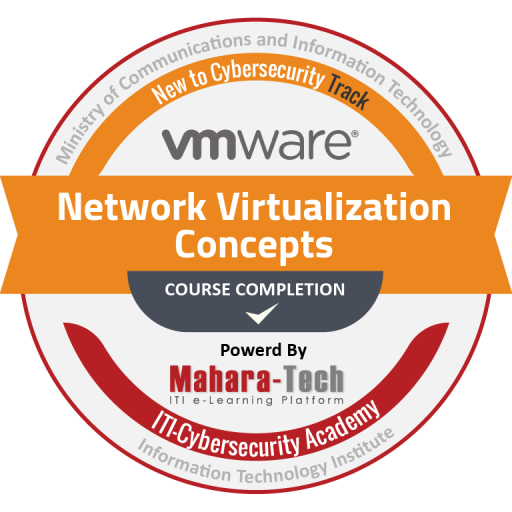 Ministry of Communications and Information Technology
New to Cybersecurity Track
vmware®
Network Virtualization
Concepts
COURSE COMPLETION
Powerd By
Mahara-Tech
ITI e-Learning Platform
ITI-Cybersecurity Academy
Information Technology Institute